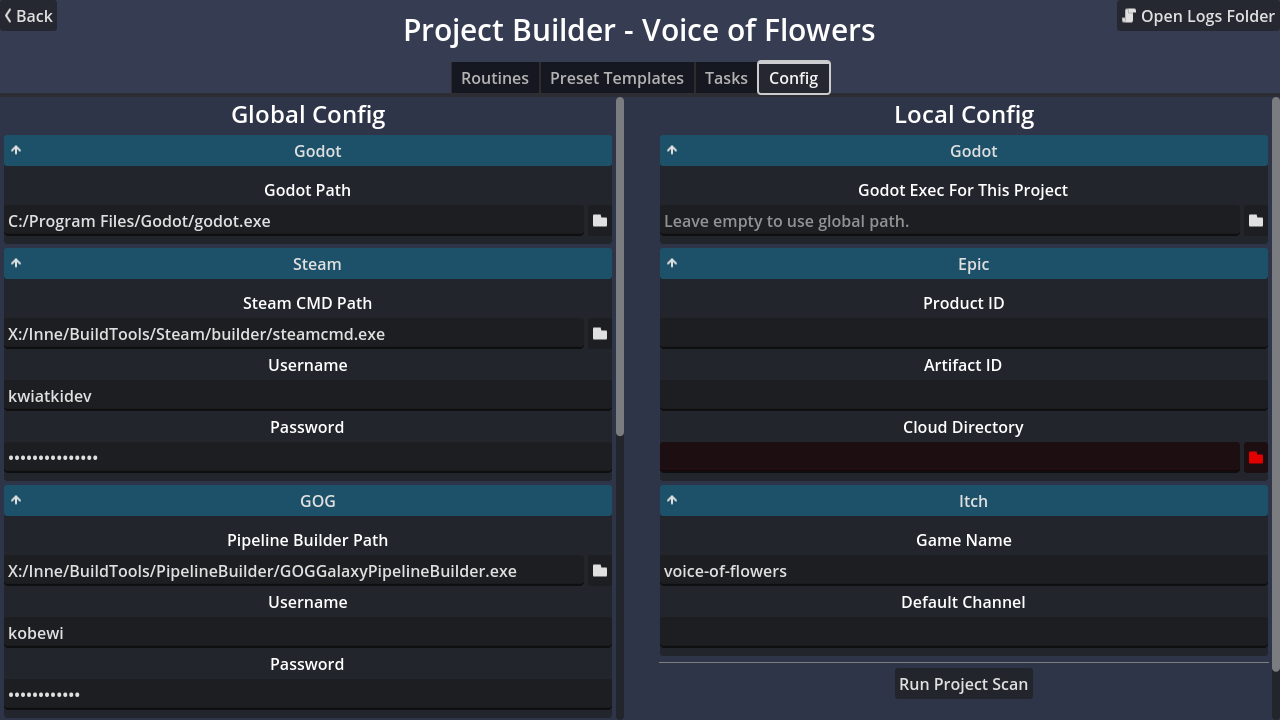 Back
Project Builder - Voice of Flowers
Open Logs Folder
Routines
Preset Templates
Tasks
Config
Global Config
Godot
Godot Path
C:/Program Files/Godot/godot.exe
Steam
Steam CMD Path
X:/Inne/BuildTools/Steam/builder/steamcmd.exe
Username
kwiatkidev
Password
•••••••••••••••
GOG
Pipeline Builder Path
X:/Inne/BuildTools/PipelineBuilder/GOGGalaxyPipelineBuilder.exe
Username
kobewi
Password
••••••••••••
Local Config
Godot
Godot Exec For This Project
Leave empty to use global path.
Epic
Product ID
Artifact ID
Cloud Directory
Itch
Game Name
voice-of-flowers
Default Channel
Run Project Scan